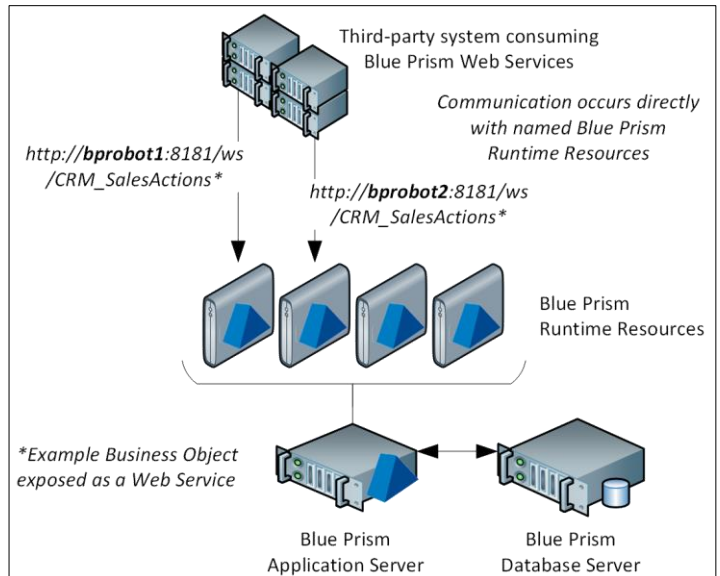 Third-party system consuming
Blue Prism Web Services
Communication occurs directly
with named Blue Prism
Runtime Resources
http://bprobot1:8181/ws
/CRM_SalesActions*
http://bprobot2:8181/ws
/CRM_SalesActions*
Blue Prism
Runtime Resources
*Example Business Object
exposed as a Web Service
Blue Prism
Application Server
Blue Prism
Database Server